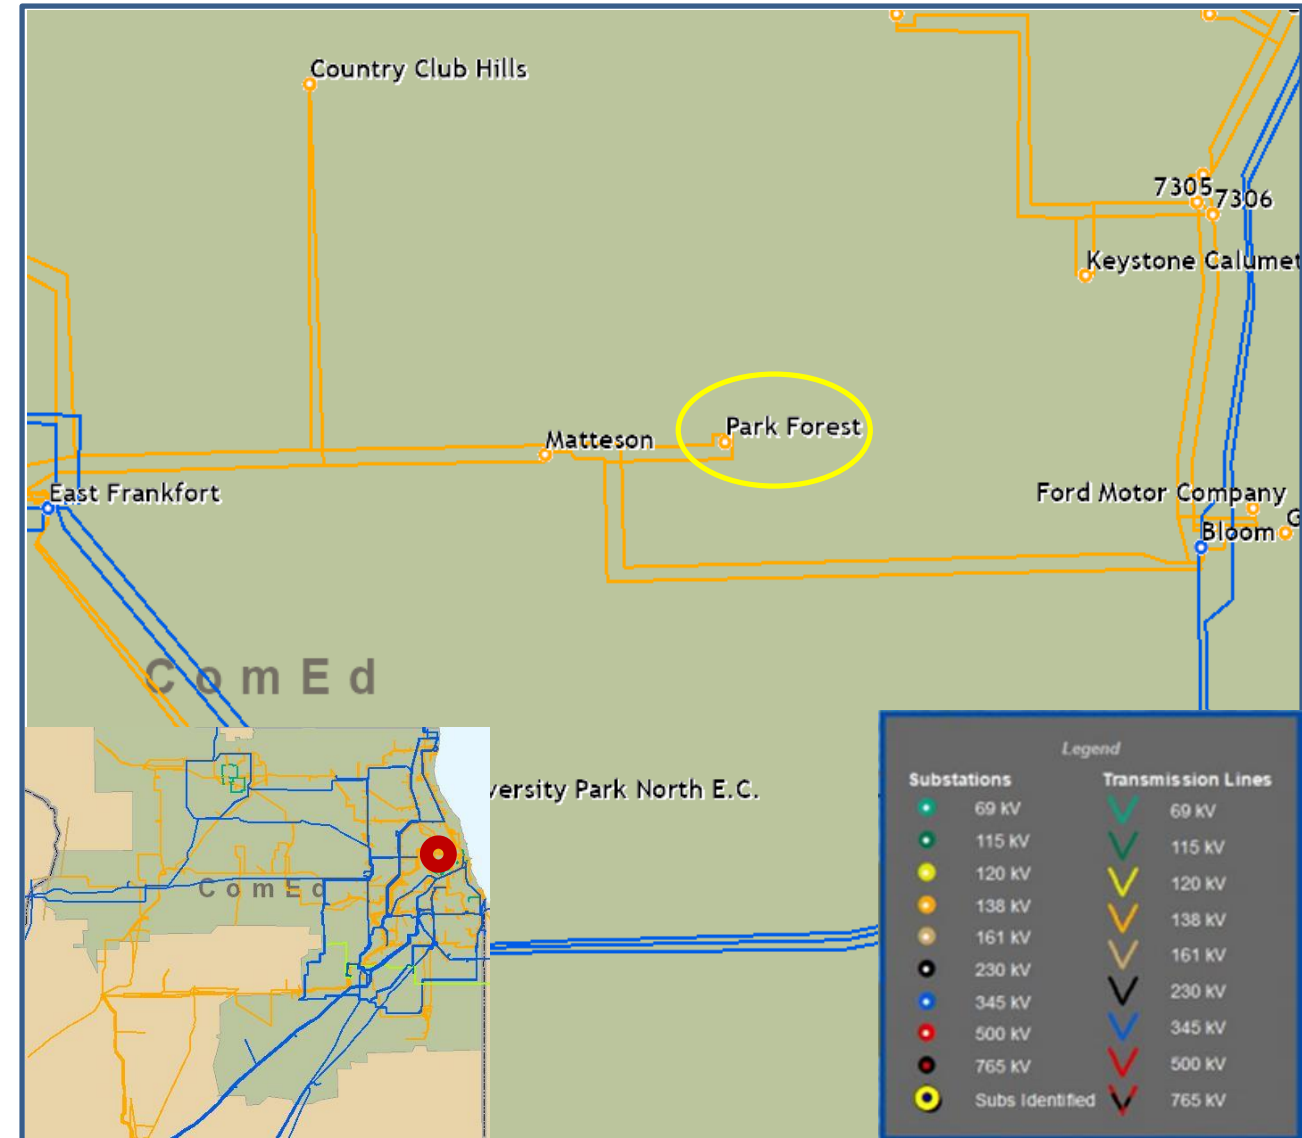 Country Club Hills
7305
7306
Keystone Calumet
Park Forest
Matteson
East Frankfort
Ford Motor Company
G
Bloom
ComEd
versity Park North E.C.
ComEd
Legend
Substations Transmission Lines
69 kV 69 kV
115 kV 115 kV
120 kV 120 kV
138 kV 138 kV
161 kV 161 kV
230 kV 230 kV
345 kV 345 kV
500 kV 500 kV
765 kV 765 kV
Subs Identified